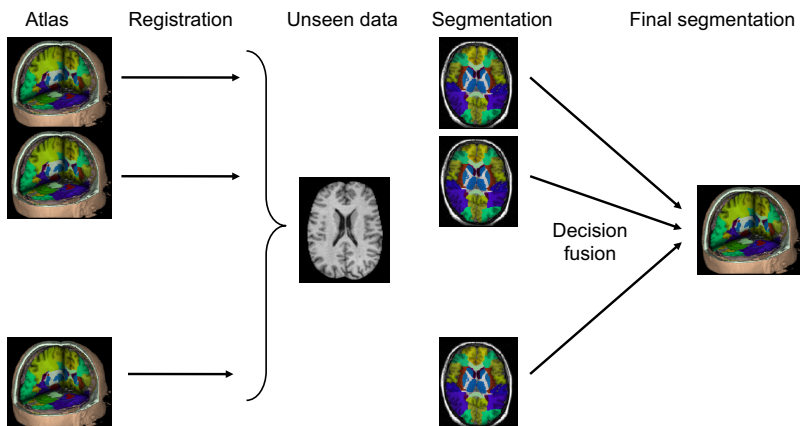 Atlas
Registration
Unseen data
Segmentation
Final segmentation
Decision
fusion